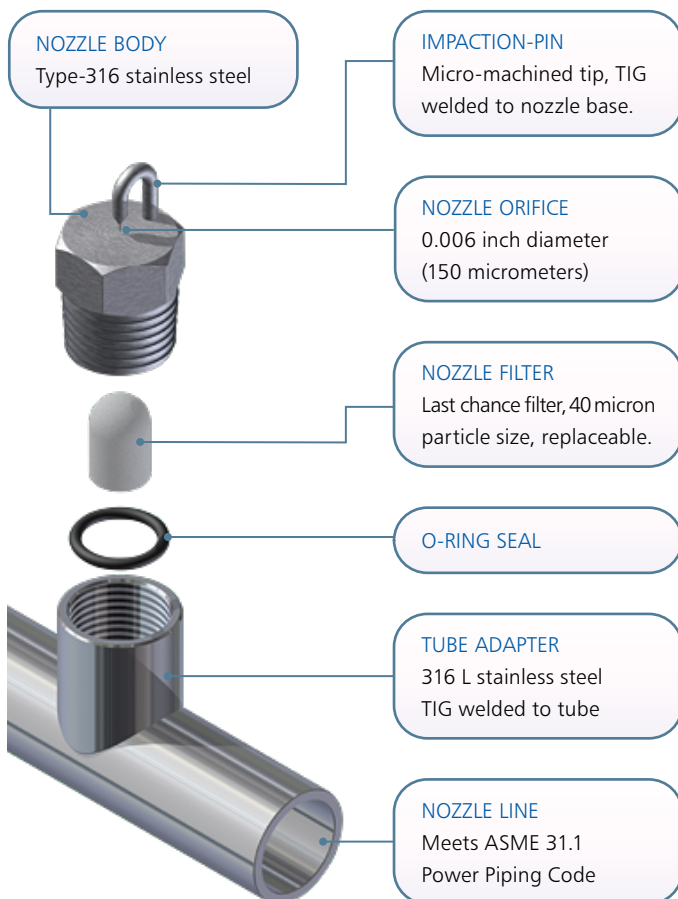 NOZZLE BODY
Type-316 stainless steel
IMPACTION-PIN
Micro-machined tip, TIG
welded to nozzle base.
NOZZLE ORIFICE
0.006 inch diameter
(150 micrometers)
NOZZLE FILTER
Last chance filter, 40 micron
particle size, replaceable.
O-RING SEAL
TUBE ADAPTER
316 L stainless steel
TIG welded to tube
NOZZLE LINE
Meets ASME 31.1
Power Piping Code